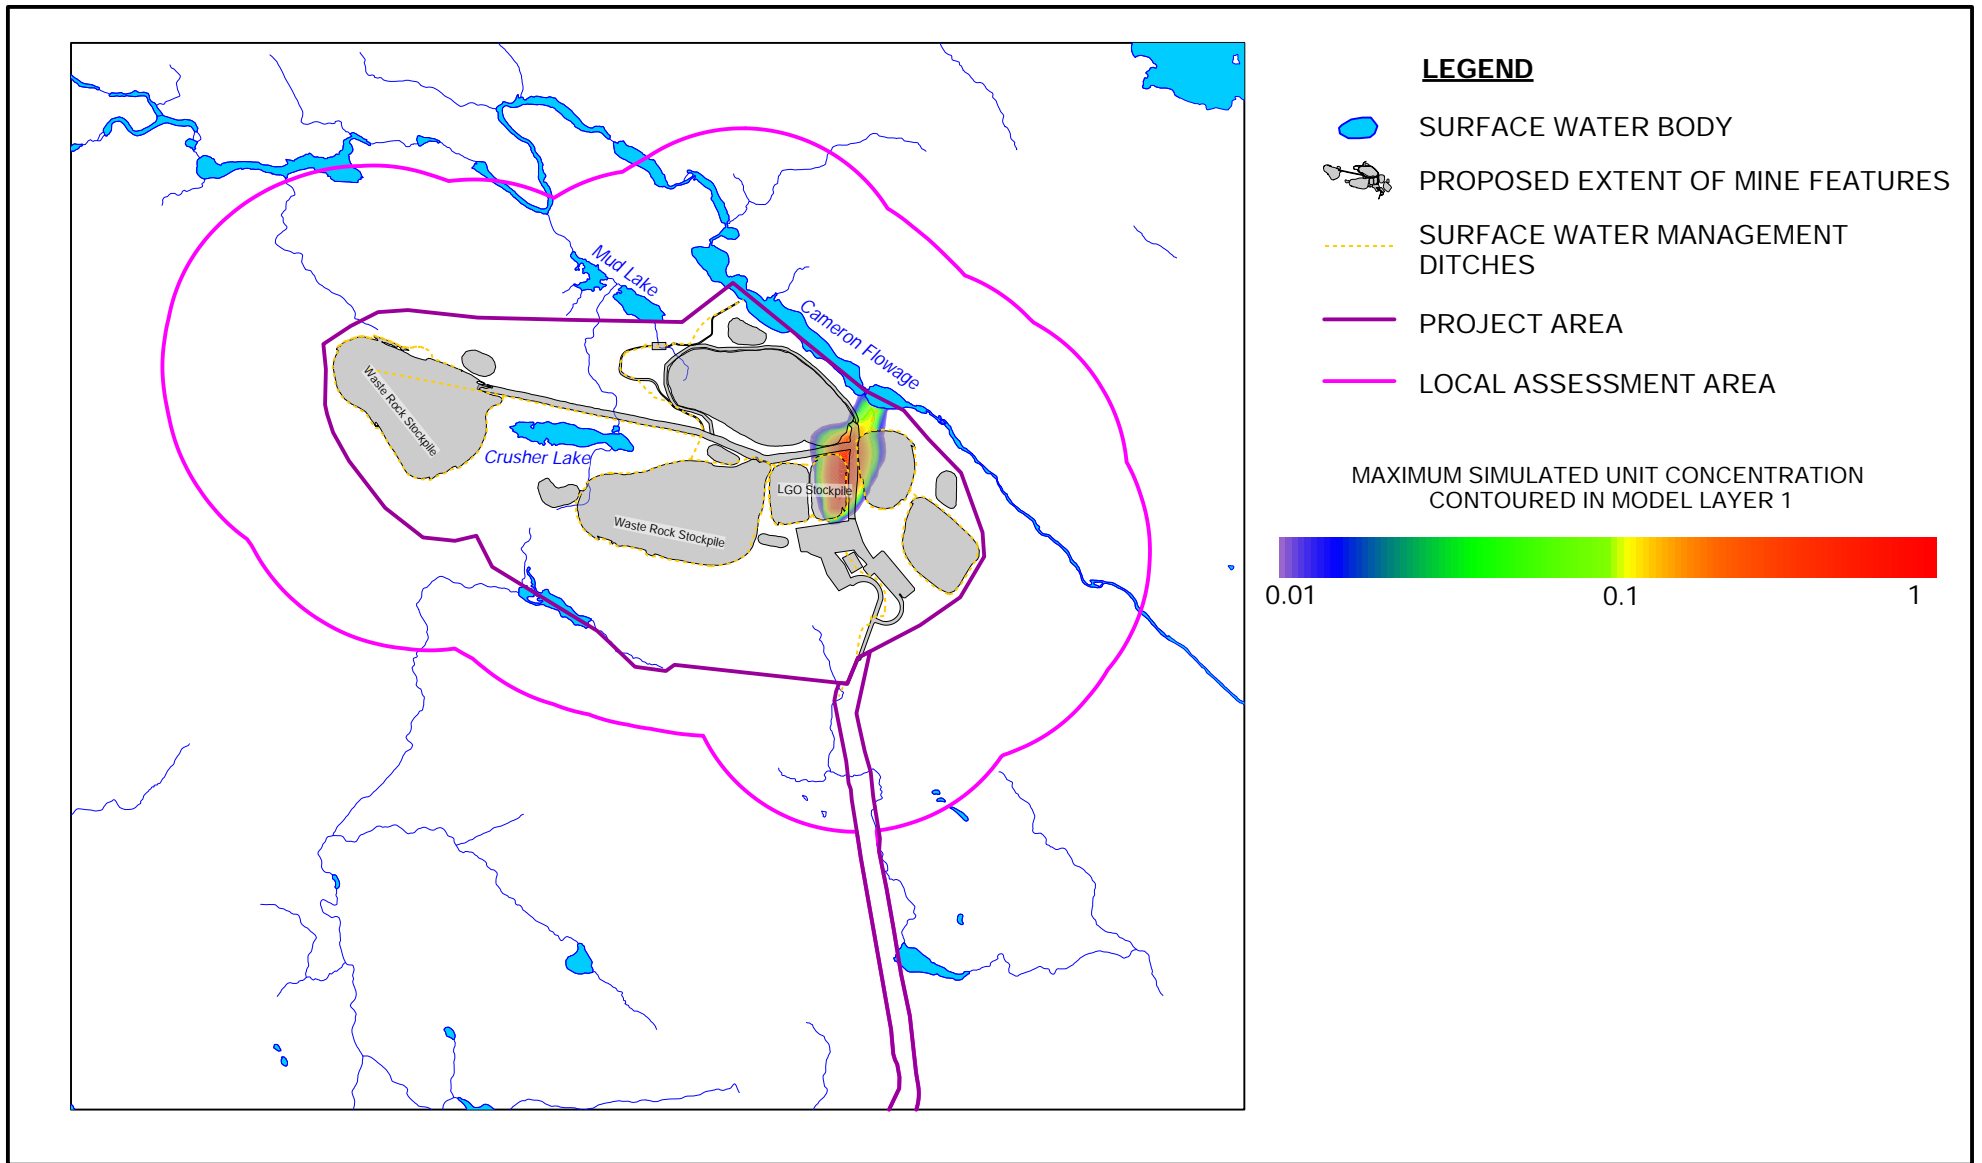 LEGEND
SURFACE WATER BODY
PROPOSED EXTENT OF MINE FEATURES
SURFACE WATER MANAGEMENT
DITCHES
PROJECT AREA
LOCAL ASSESSMENT AREA
MAXIMUM SIMULATED UNIT CONCENTRATION
CONTOURED IN MODEL LAYER 1
0.01
0.1
1
Mud Lake
Cameron Flowage
Waste Rock Stockpile
Crusher Lake
LGO Stockpile
Waste Rock Stockpile